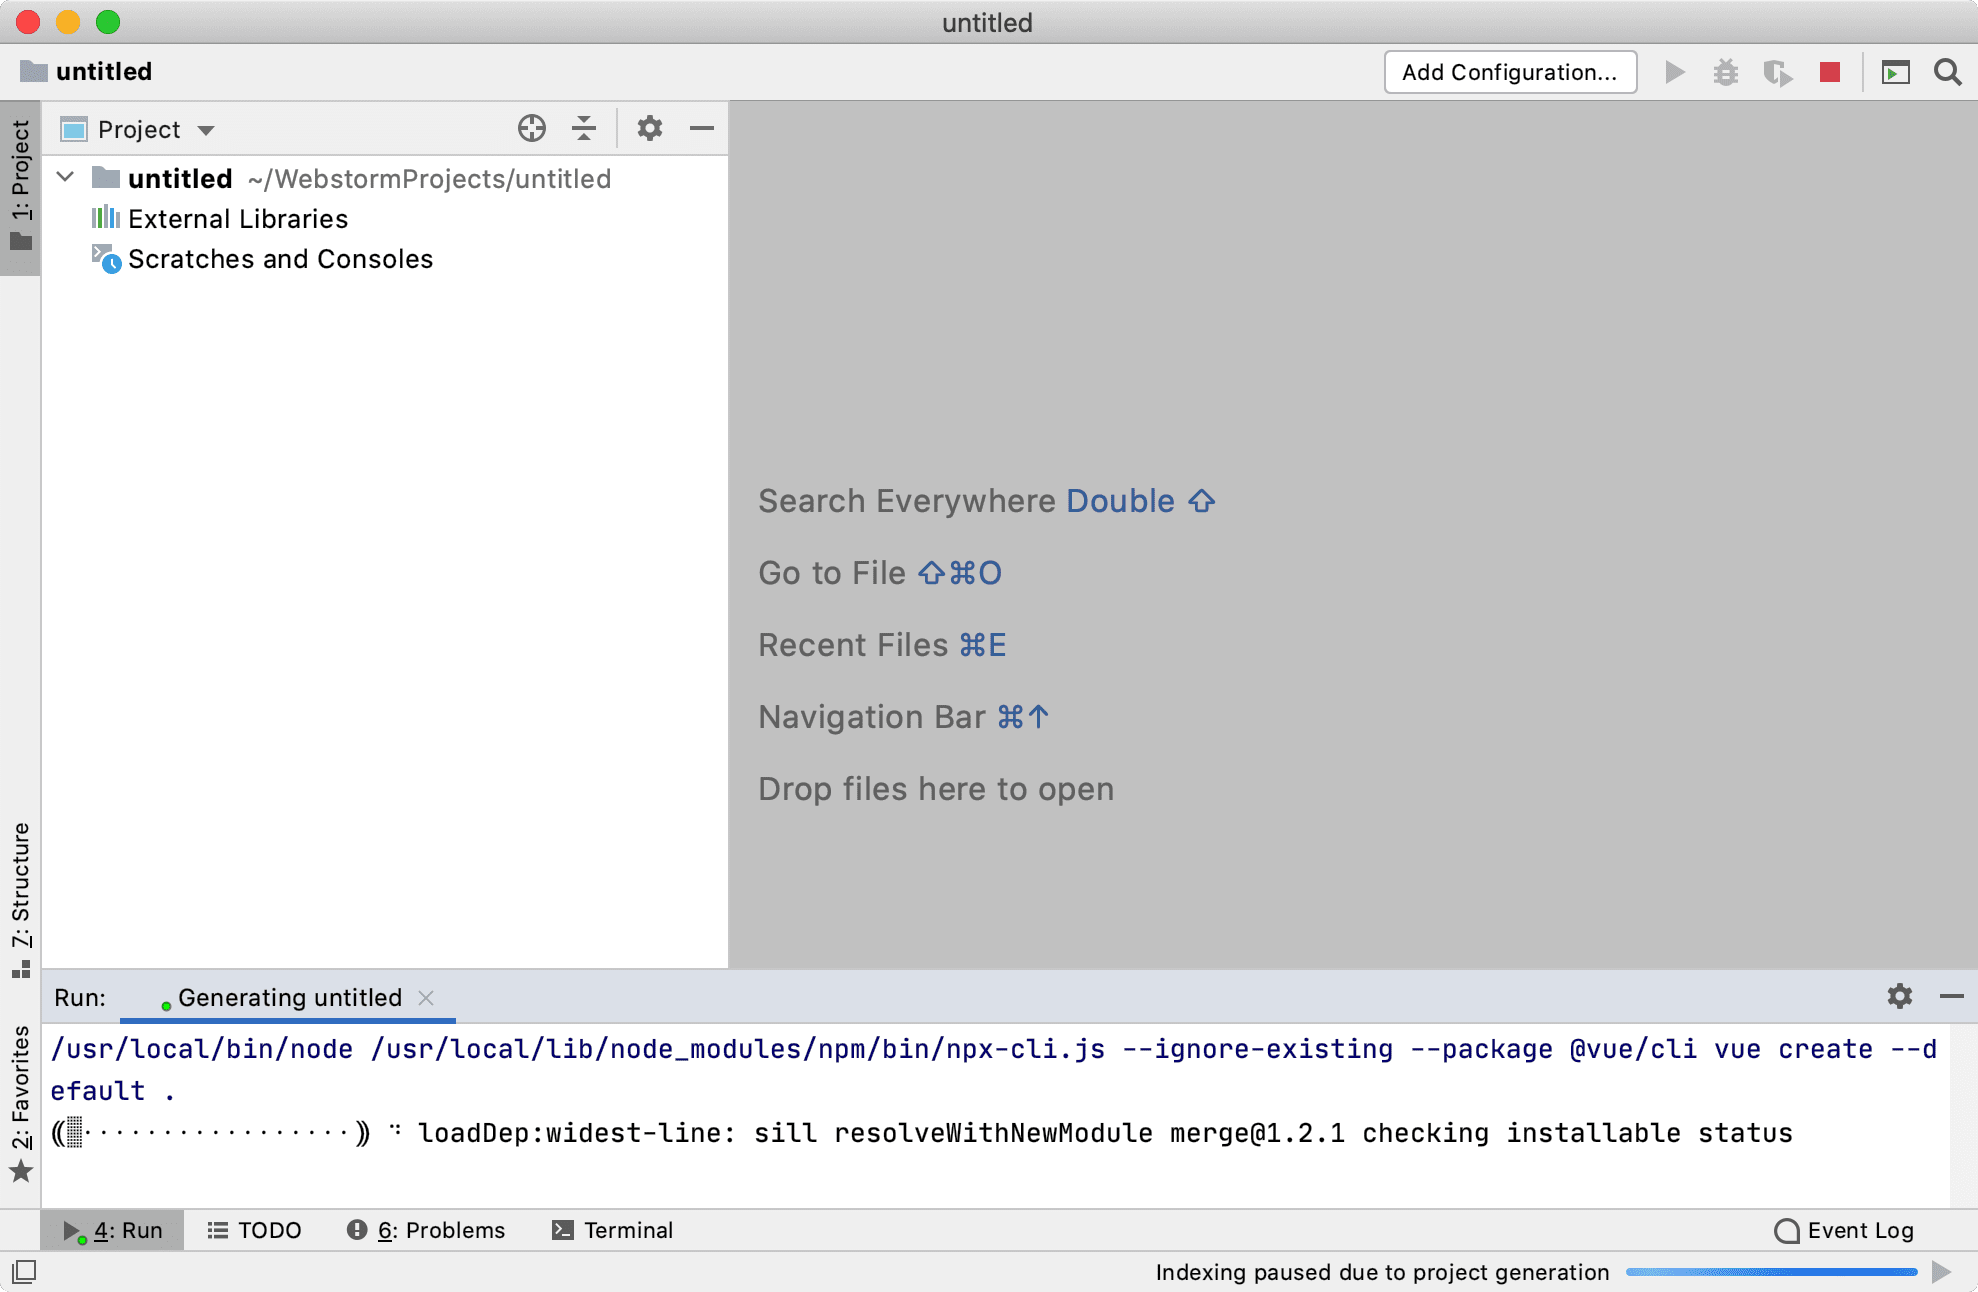 untitled
untitled
Add Configuration...
1: Project
Project
untitled ~/WebstormProjects/untitled
External Libraries
Scratches and Consoles
Search Everywhere Double ⇧
Go to File ⇧⌘O
Recent Files ⌘E
Navigation Bar ⌘↑
Drop files here to open
7: Structure
2: Favorites
Run: Generating untitled
/usr/local/bin/node /usr/local/lib/node_modules/npm/bin/npx-cli.js --ignore-existing --package @vue/cli vue create --d
efault .
⸨░⠂⠂⠂⠂⠂⠂⠂⠂⠂⠂⠂⠂⠂⠂⠂⠂⠂⸩ ⠙ loadDep:widest-line: sill resolveWithNewModule merge@1.2.1 checking installable status
4: Run TODO 6: Problems Terminal Event Log
Indexing paused due to project generation